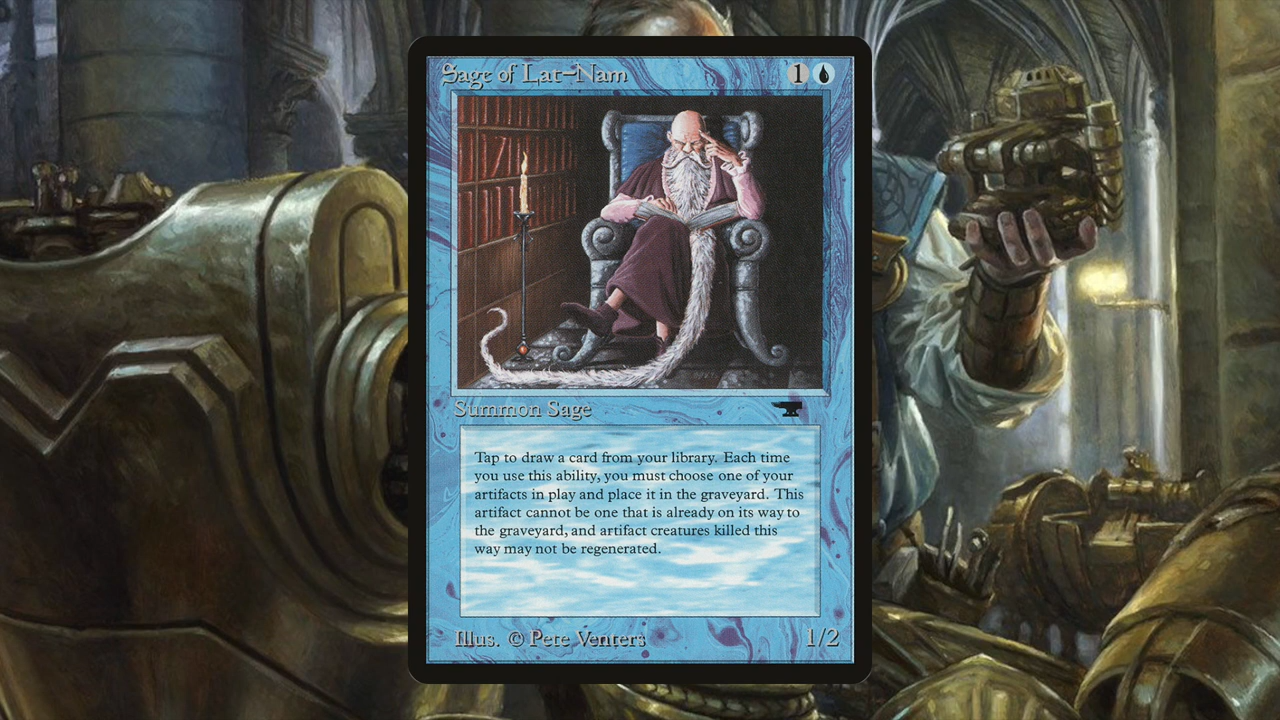 Sage of Lat-Nam 1
Summon Sage
Tap to draw a card from your library. Each time
you use this ability, you must choose one of your
artifacts in play and place it in the graveyard. This
artifact cannot be one that is already on its way to
the graveyard, and artifact creatures killed this
way may not be regenerated.
Illus. © Pete Venters 1/2